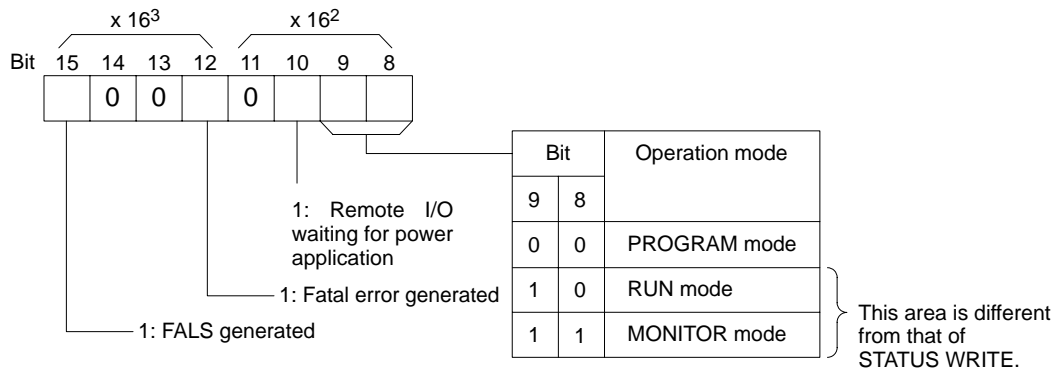 x 16³ x 16²
Bit 15 14 13 12 11 10 9 8
0 0 0
Bit Operation mode
9 8
0 0 PROGRAM mode
1 0 RUN mode
1 1 MONITOR mode
1: Remote I/O
waiting for power
application
1: Fatal error generated
1: FALS generated
This area is different
from that of
STATUS WRITE.